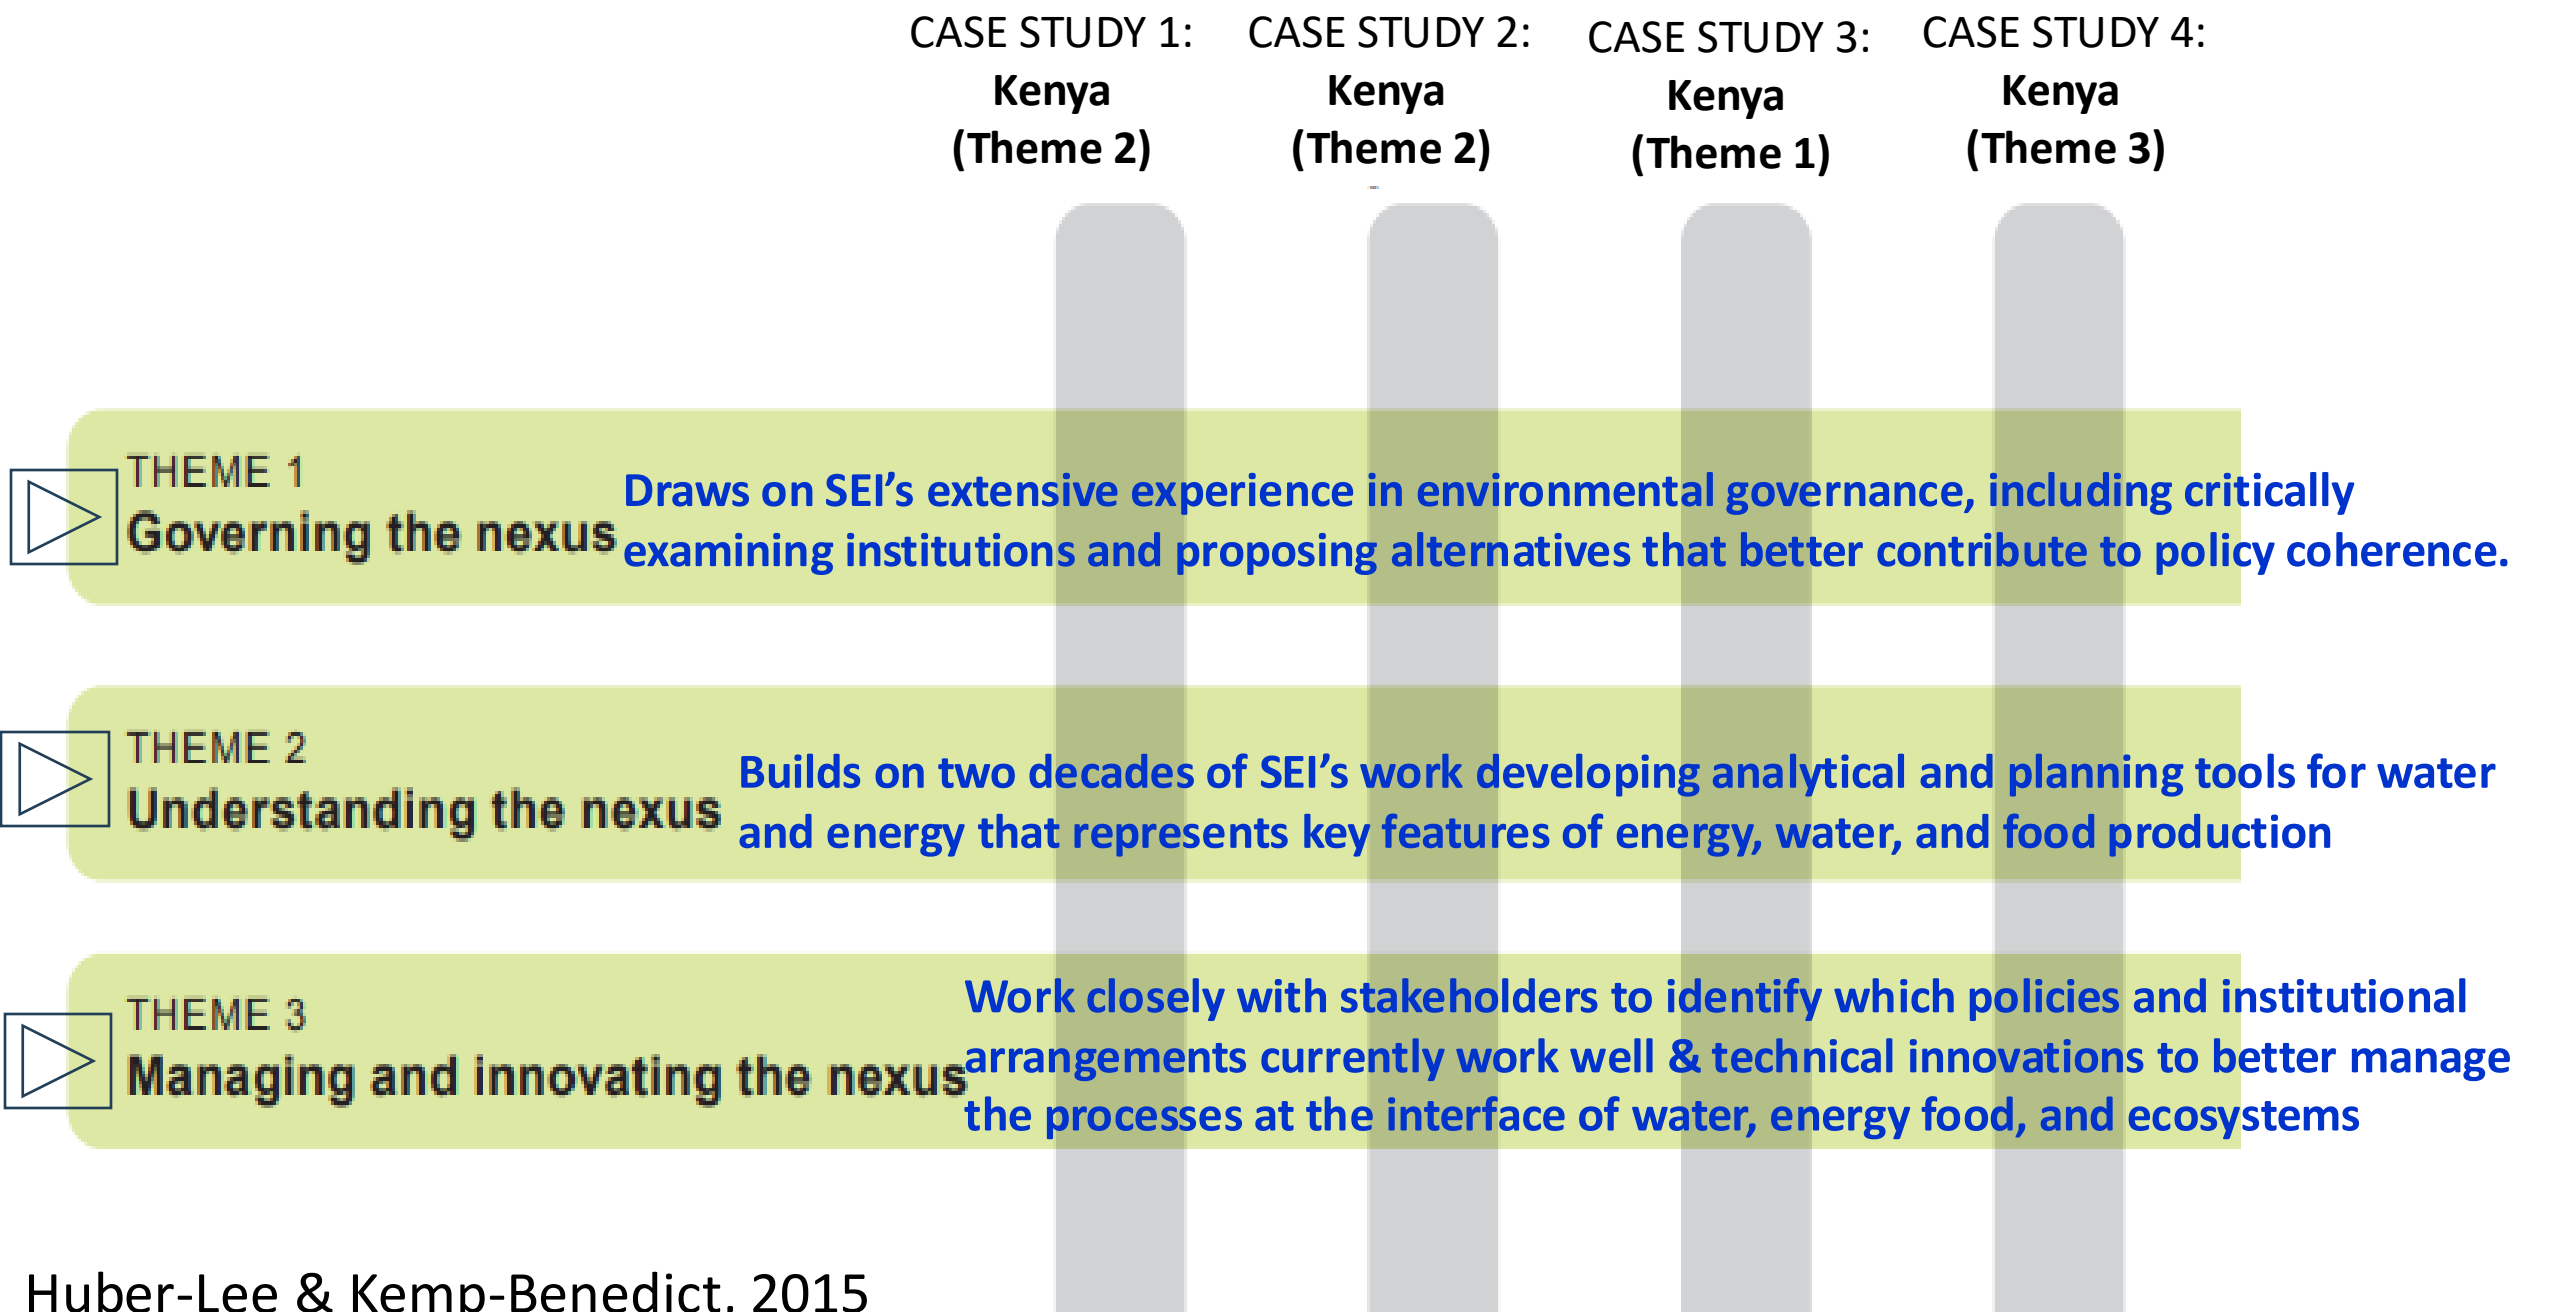 CASE STUDY 1:
Kenya
(Theme 2)
CASE STUDY 2:
Kenya
(Theme 2)
CASE STUDY 3:
Kenya
(Theme 1)
CASE STUDY 4:
Kenya
(Theme 3)
THEME 1
Governing the nexus
Draws on SEI’s extensive experience in environmental governance, including critically
examining institutions and proposing alternatives that better contribute to policy coherence.
THEME 2
Understanding the nexus
Builds on two decades of SEI’s work developing analytical and planning tools for water
and energy that represents key features of energy, water, and food production
THEME 3
Managing and innovating the nexus
Work closely with stakeholders to identify which policies and institutional
arrangements currently work well & technical innovations to better manage
the processes at the interface of water, energy food, and ecosystems
Huber-Lee & Kemp-Benedict, 2015